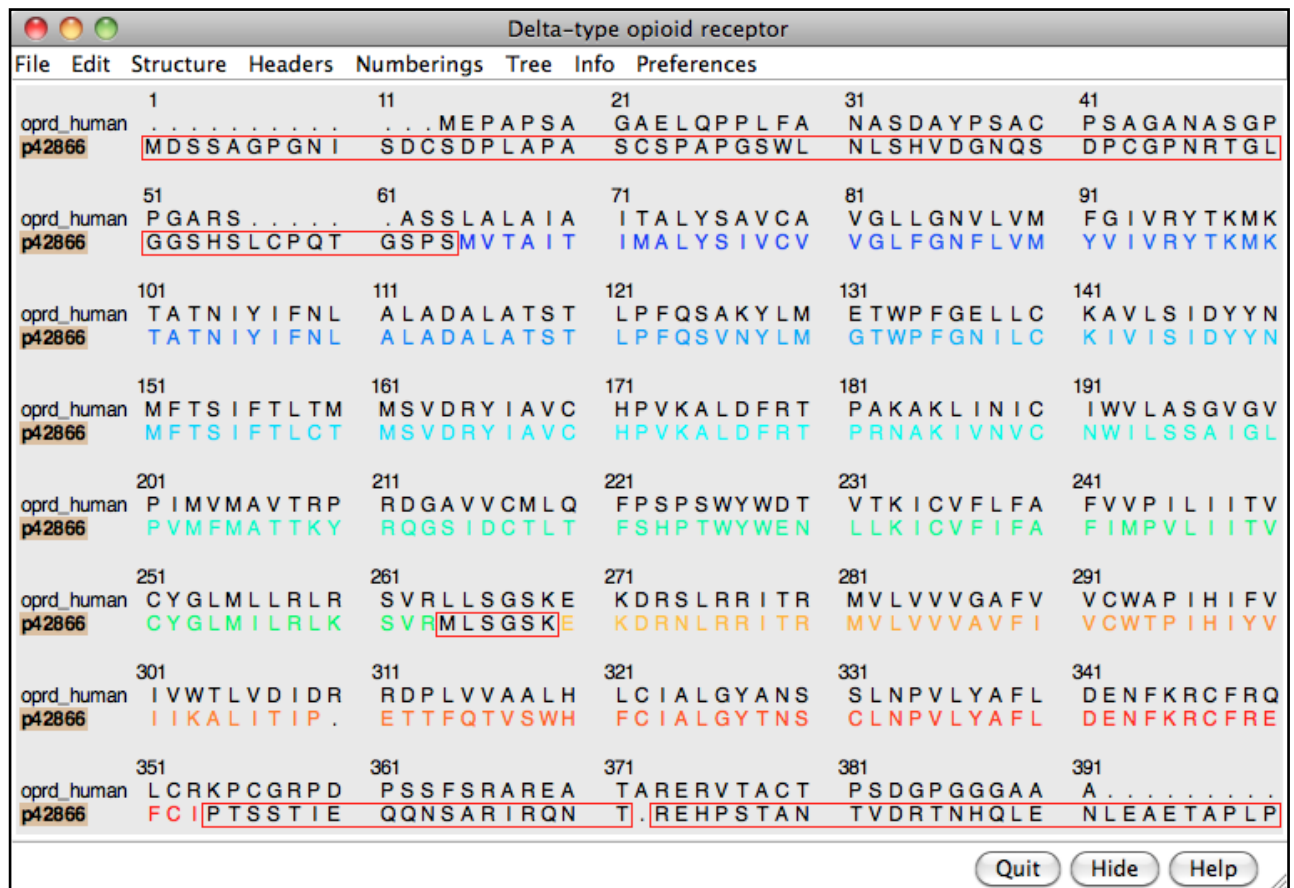 Delta-type opioid receptor
File Edit Structure Headers Numberings Tree Info Preferences
1 11 21 31 41
oprd_human . . . . . . . . . . . . . MEPAPSA GAELQPPLFA NASDAYPSAC PSAGANASGP
p42866 MDSSAGPGNI SDCSDPLAPA SCSPAPGSWL NLSHVDGNQS DPCGPNRTGL
51 61 71 81 91
oprd_human PGARS . . . . . . ASSLALAIA ITALYSAVCA VGLLGNVLVM FGIVRYTKMK
p42866 GGSHSLCPQT GSPSMVTAIT IMALYSIVCV VGLFGNFLVM YVIVRYTKMK
101 111 121 131 141
oprd_human TATNIYIFNL ALADALATST LPFQSAKYLM ETWPFGELLC KAVLSIDYYN
p42866 TATNIYIFNL ALADALATST LPFQSVNYLM GTWPFGNILC KIVISIDYYN
151 161 171 181 191
oprd_human MFTSIFTLTM MSVDRYIAVC HPVKALDFRT PAKAKLINIC IWVLASGVGV
p42866 MFTSIFTLCT MSVDRYIAVC HPVKALDFRT PRNAKIVNVC NWILSSAIGL
201 211 221 231 241
oprd_human PIMVMAVTRP RDGAVVCMLQ FPSPSWYWDT VTKICVFLFA FVVPILIITV
p42866 PVMFMATTKY RQGSIDCTLT FSHPTWYWEN LLKICVFIFA FIMPVLIITV
251 261 271 281 291
oprd_human CYGLMLLRLR SVRLLSGSKE KDRSLRRITR MVLVVVGAFV VCWAPIHIFV
p42866 CYGLMILRLK SVRMLSGSKE KDRNLRRITR MVLVVVAVFI VCWTPIHIYV
301 311 321 331 341
oprd_human IVWTLVDIDR RDPLVVAALH LCIALGYANS SLNPVLYAFL DENFKRCFRQ
p42866 IIKALITIP. ETTFQTVSWH FCIALGYTNS CLNPVLYAFL DENFKRCFRE
351 361 371 381 391
oprd_human LCRKPCGRPD PSSFSRAREA TARERVTACT PSDGPGGGAA A . . . . . . . . .
p42866 FCIPTSSTIE QQNSARIRQN T.REHPSTAN TVDRTNHQLE NLEAETAPLP
Quit Hide Help